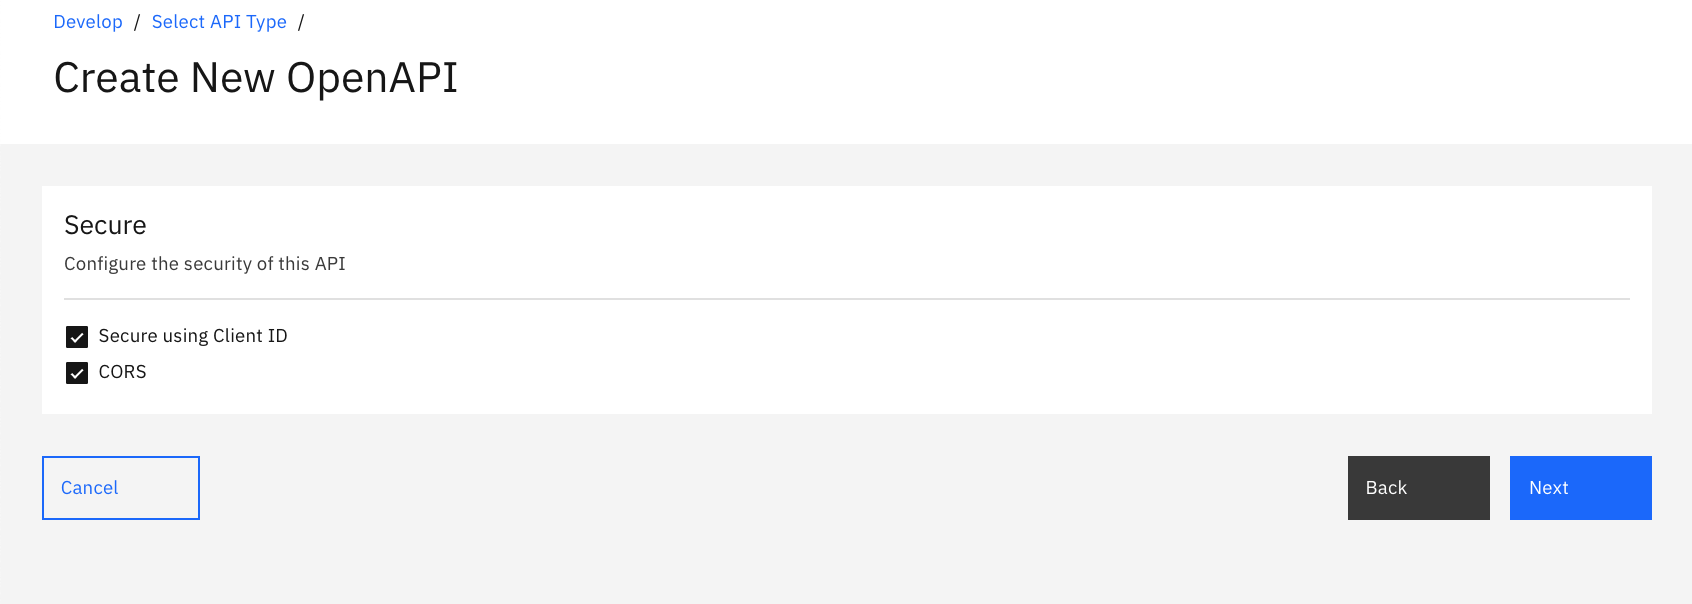 Develop / Select API Type /
Create New OpenAPI
Secure
Configure the security of this API
Secure using Client ID
CORS
Cancel
Back
Next